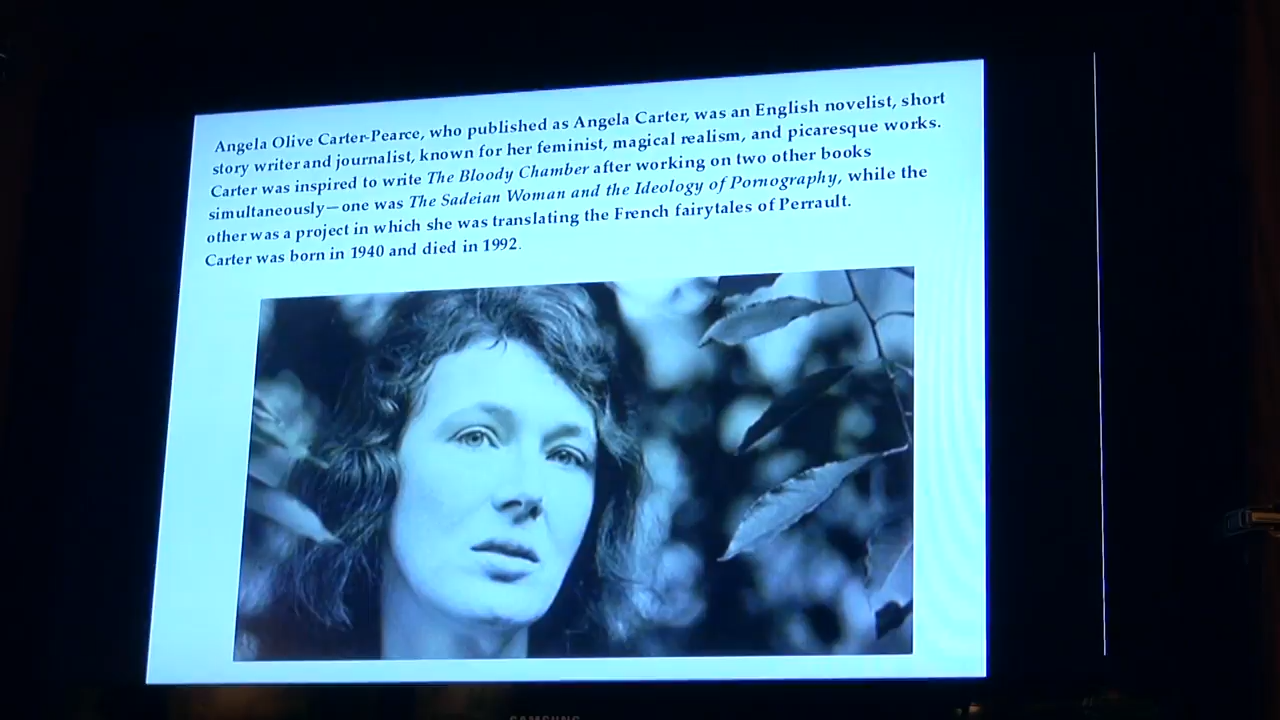 Angela Olive Carter-Pearce, who published as Angela Carter, was an English novelist, short
story writer and journalist, known for her feminist, magical realism, and picaresque works.
Carter was inspired to write The Bloody Chamber after working on two other books
simultaneously—one was The Sadeian Woman and the Ideology of Pornography, while the
other was a project in which she was translating the French fairytales of Perrault.
Carter was born in 1940 and died in 1992.
SAMSUNG